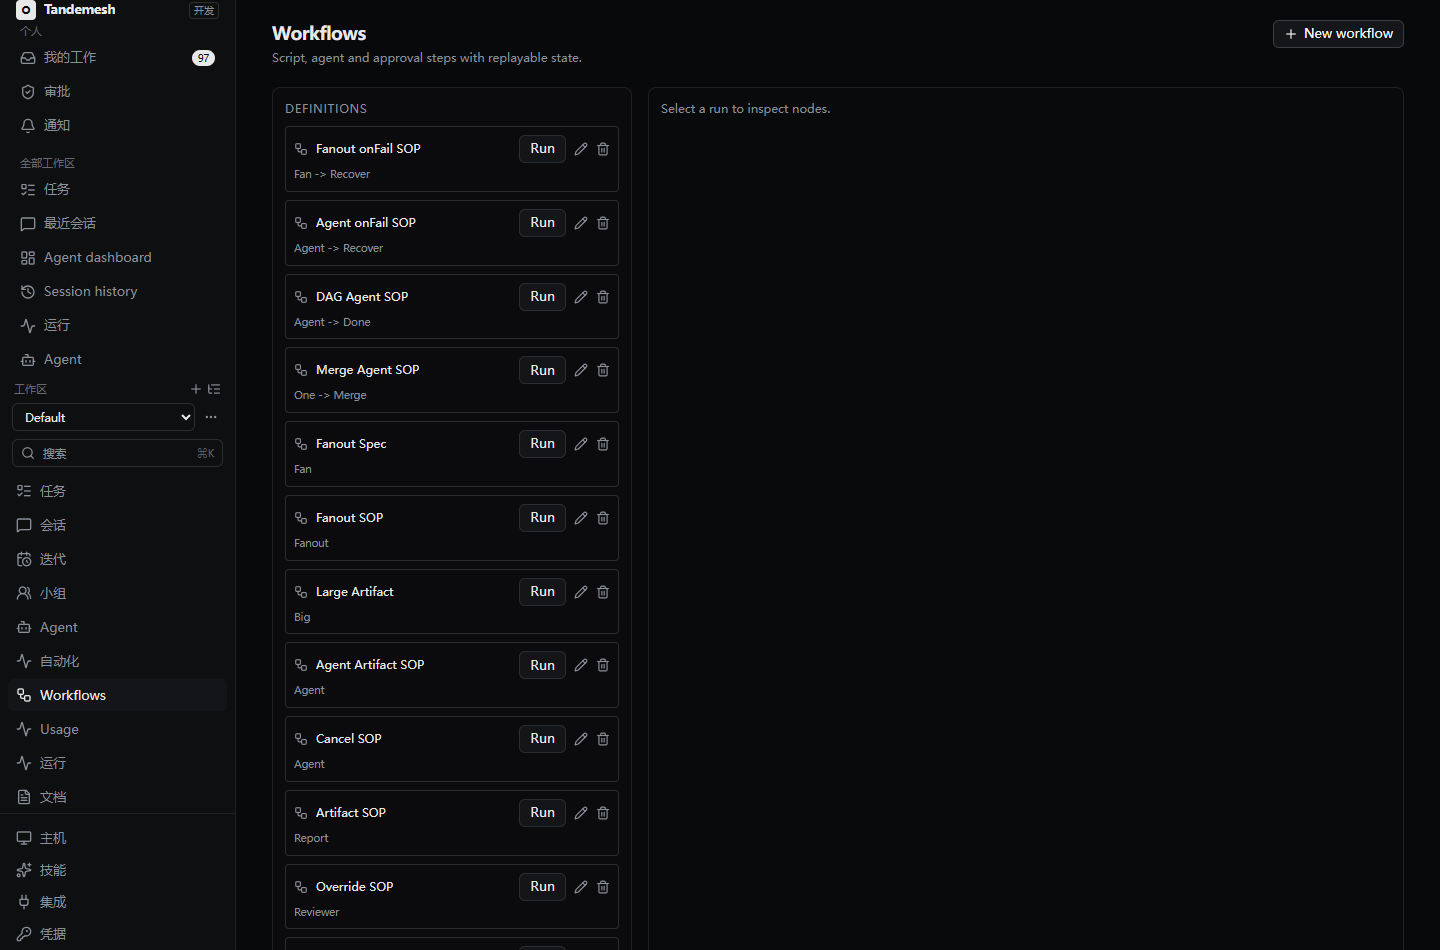 Tandemesh 开发
个人
我的工作 97
审批
通知
全部工作区
任务
最近会话
Agent dashboard
Session history
运行
Agent
工作区
Default
搜索 ⌘K
任务
会话
迭代
小组
Agent
自动化
Workflows
Usage
运行
文档
主机
技能
集成
凭据
Workflows
Script, agent and approval steps with replayable state.
New workflow
DEFINITIONS
Fanout onFail SOP Run
Fan -> Recover
Agent onFail SOP Run
Agent -> Recover
DAG Agent SOP Run
Agent -> Done
Merge Agent SOP Run
One -> Merge
Fanout Spec Run
Fan
Fanout SOP Run
Fanout
Large Artifact Run
Big
Agent Artifact SOP Run
Agent
Cancel SOP Run
Agent
Artifact SOP Run
Report
Override SOP Run
Reviewer
Select a run to inspect nodes.